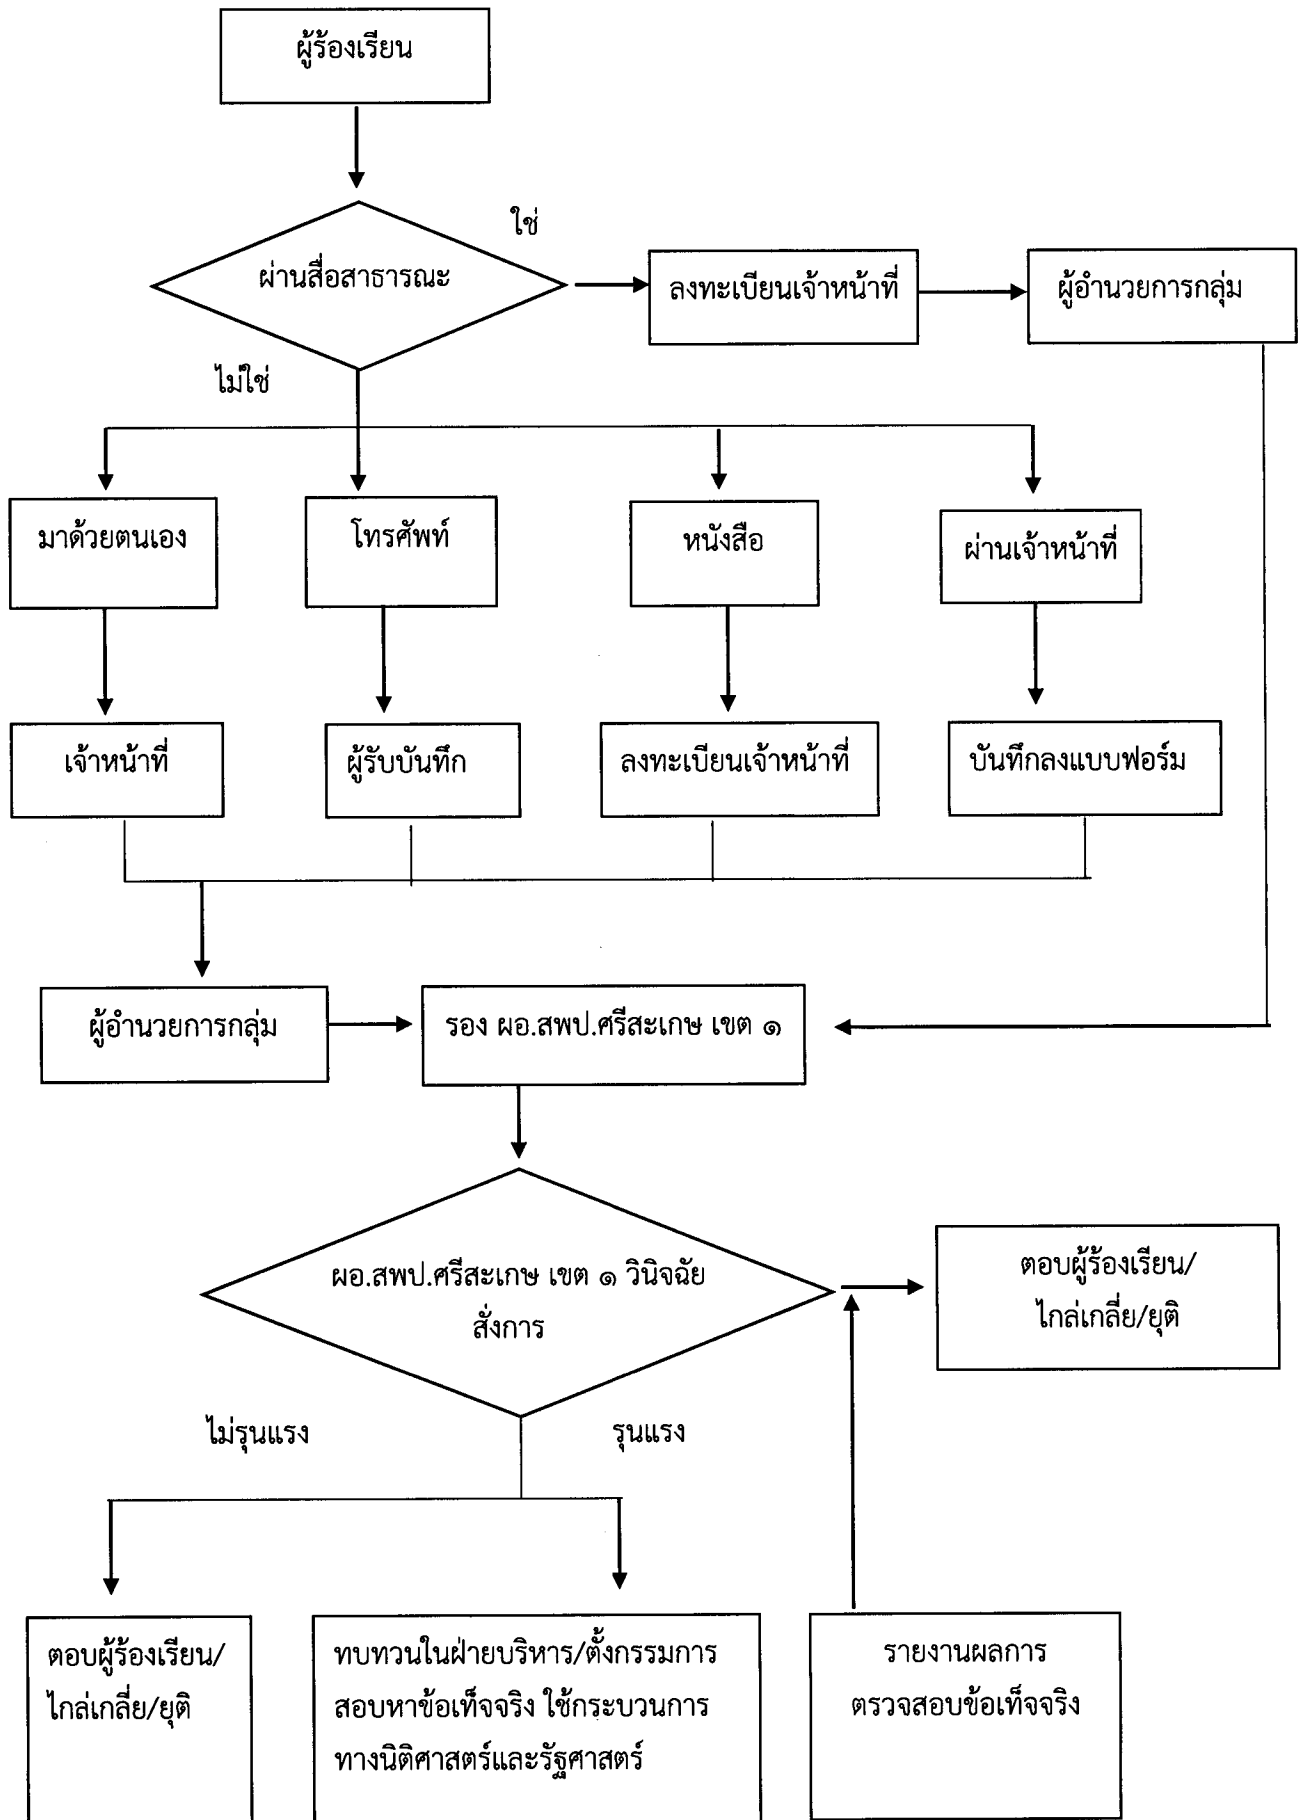 ผู้ร้องเรียน
ใช่
ผ่านสื่อสาธารณะ
ลงทะเบียนเจ้าหน้าที่
ผู้อำนวยการกลุ่ม
ไม่ใช่
มาด้วยตนเอง
โทรศัพท์
หนังสือ
ผ่านเจ้าหน้าที่
เจ้าหน้าที่
ผู้รับบันทึก
ลงทะเบียนเจ้าหน้าที่
บันทึกลงแบบฟอร์ม
ผู้อำนวยการกลุ่ม
รอง ผอ.สพป.ศรีสะเกษ เขต ๑
ผอ.สพป.ศรีสะเกษ เขต ๑ วินิจฉัย
สั่งการ
ตอบผู้ร้องเรียน/
ไกล่เกลี่ย/ยุติ
ไม่รุนแรง
รุนแรง
ตอบผู้ร้องเรียน/
ไกล่เกลี่ย/ยุติ
ทบทวนในฝ่ายบริหาร/ตั้งกรรมการ
สอบหาข้อเท็จจริง ใช้กระบวนการ
ทางนิติศาสตร์และรัฐศาสตร์
รายงานผลการ
ตรวจสอบข้อเท็จจริง